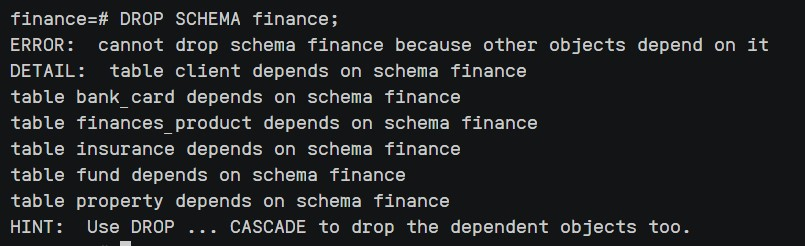 finance=# DROP SCHEMA finance;
ERROR:  cannot drop schema finance because other objects depend on it
DETAIL:  table client depends on schema finance
table bank_card depends on schema finance
table finances_product depends on schema finance
table insurance depends on schema finance
table fund depends on schema finance
table property depends on schema finance
HINT:  Use DROP ... CASCADE to drop the dependent objects too.